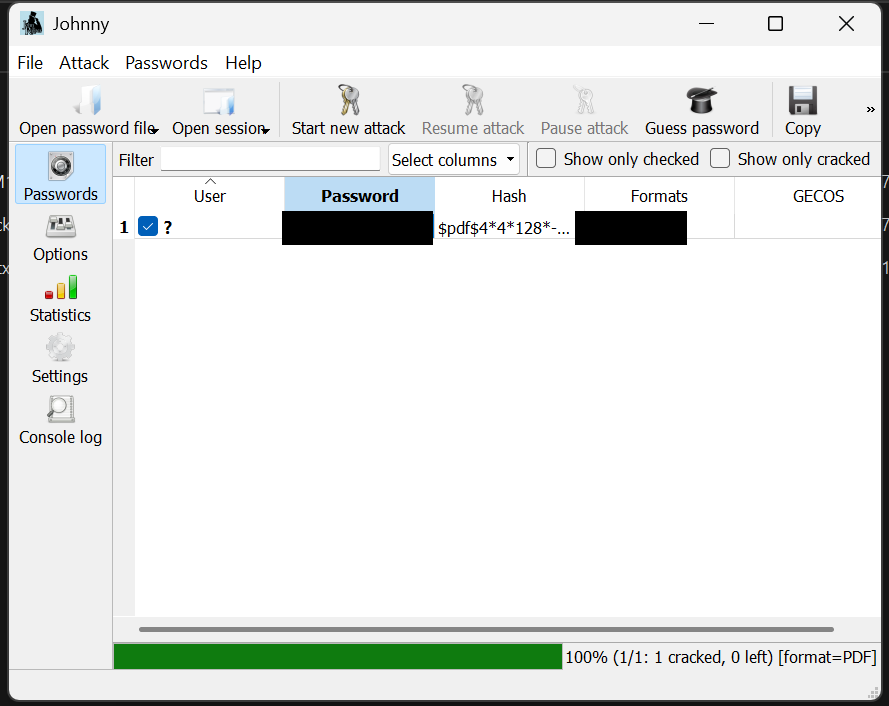 Johnny
File Attack Passwords Help
Open password file Open session Start new attack Resume attack Pause attack Guess password Copy »
Passwords Filter Select columns Show only checked Show only cracked
User Password Hash Formats GECOS
1 ? $pdf$4*4*128*-...
Options
Statistics
Settings
Console log
100% (1/1: 1 cracked, 0 left) [format=PDF]